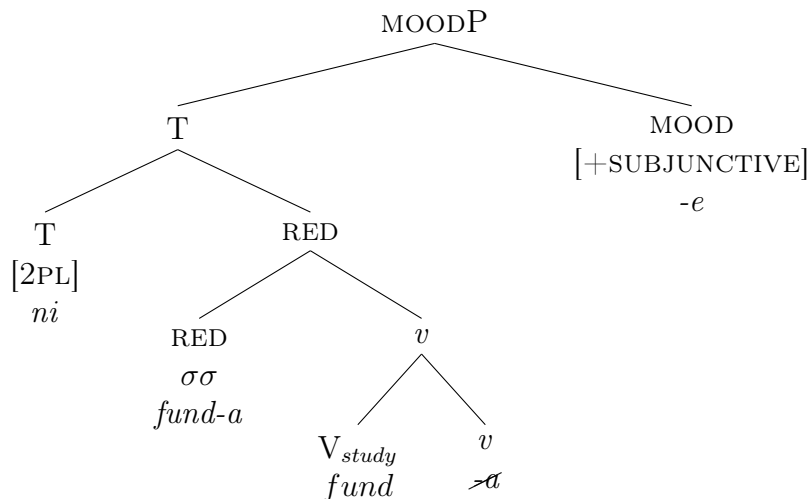 MOODP
T MOOD
[+SUBJUNCTIVE]
-e
T RED
[2PL]
ni
RED v
σσ
fund-a
V_study v
fund -a